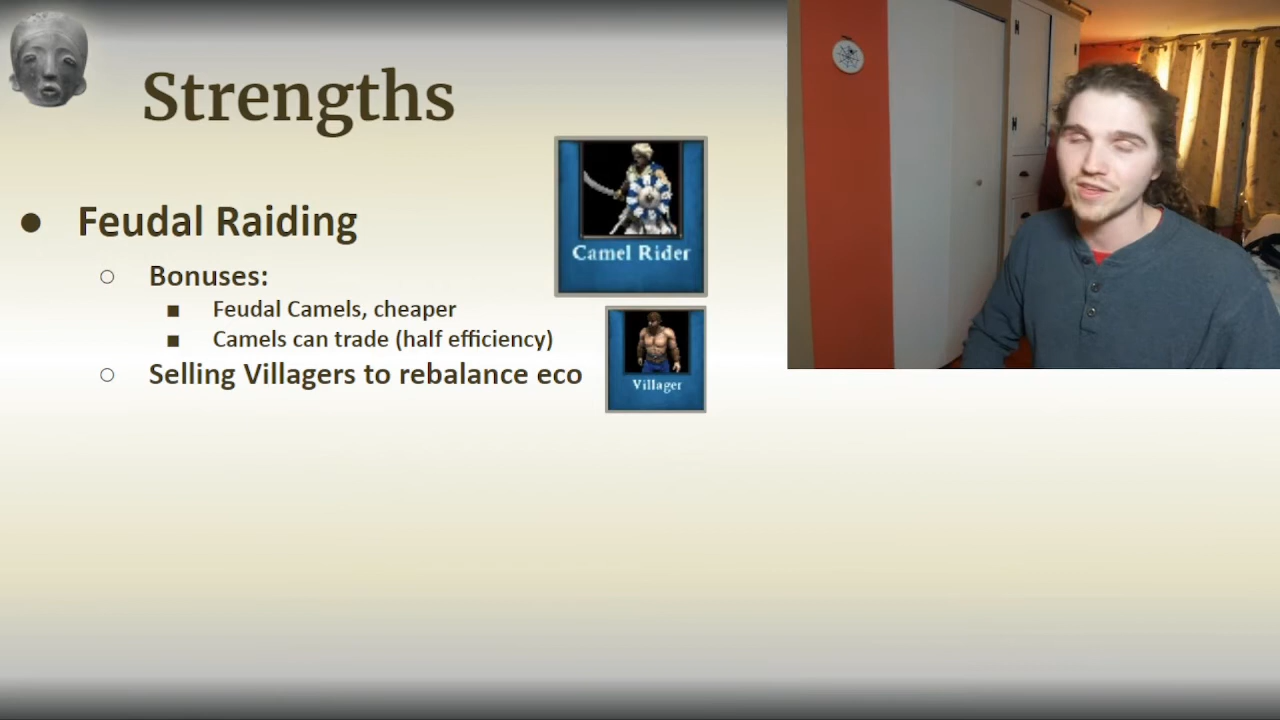 Strengths
Camel Rider
Feudal Raiding
Bonuses:
Feudal Camels, cheaper
Camels can trade (half efficiency)
Selling Villagers to rebalance eco
Villager